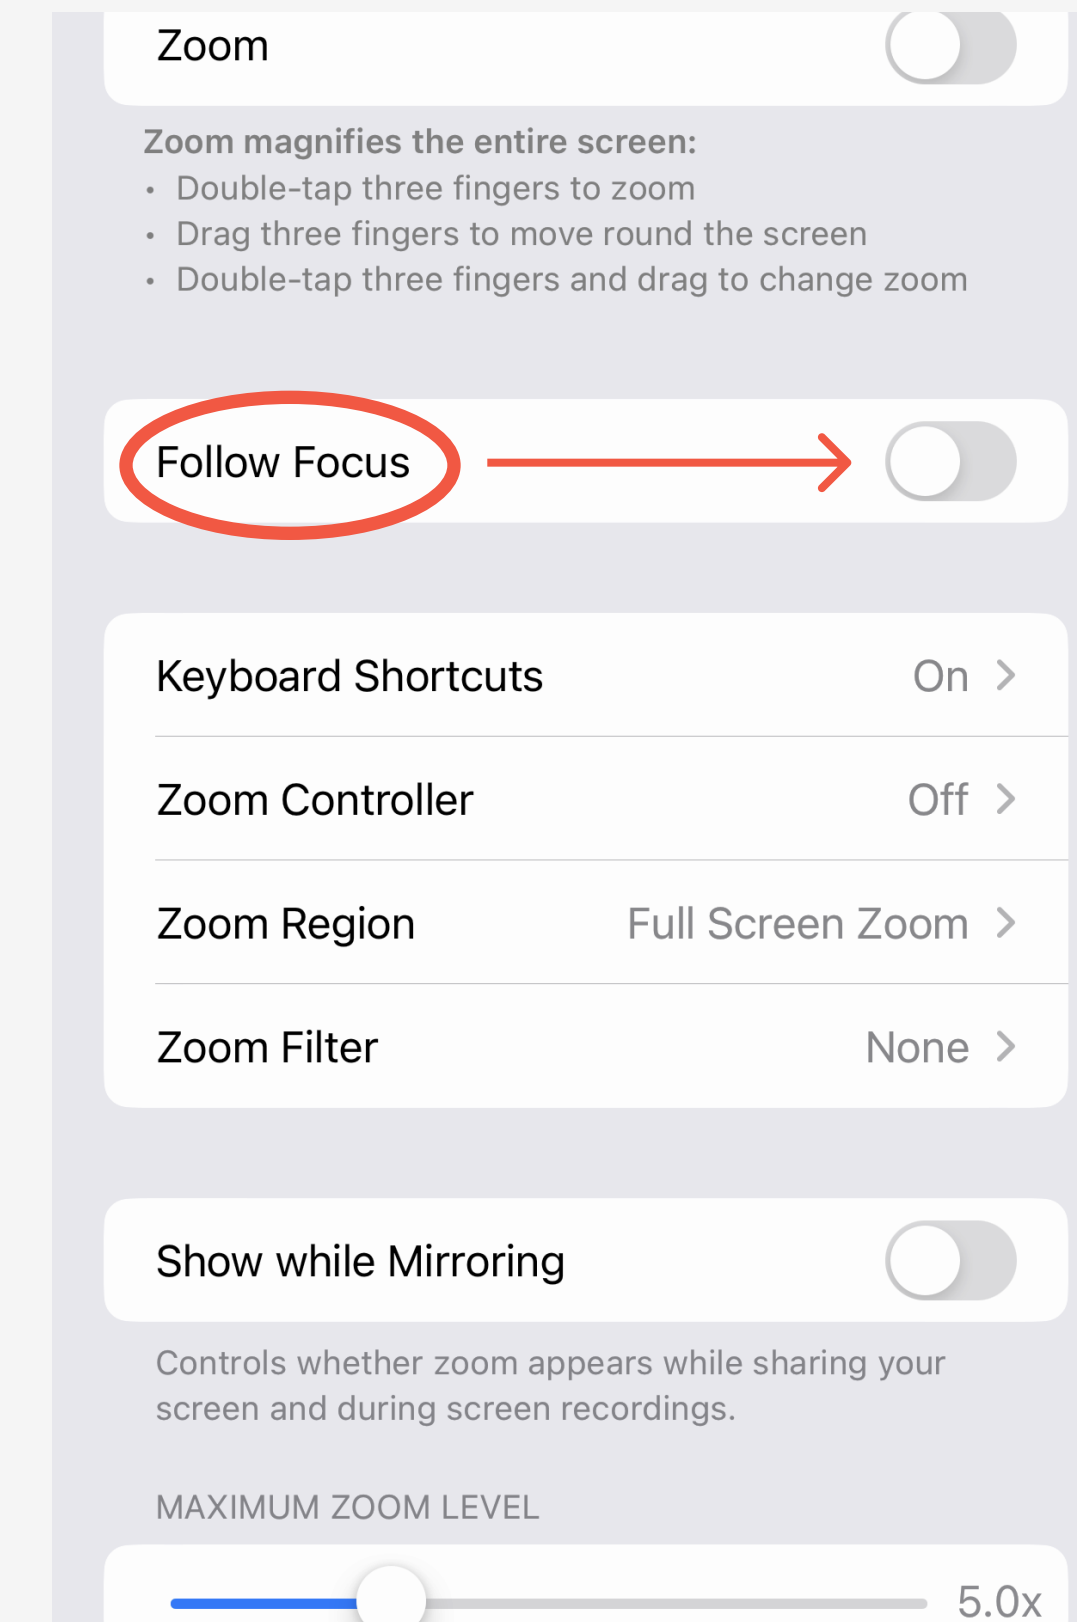 Zoom
Zoom magnifies the entire screen:
• Double-tap three fingers to zoom
• Drag three fingers to move round the screen
• Double-tap three fingers and drag to change zoom
Follow Focus
Keyboard Shortcuts On
Zoom Controller Off
Zoom Region Full Screen Zoom
Zoom Filter None
Show while Mirroring
Controls whether zoom appears while sharing your
screen and during screen recordings.
MAXIMUM ZOOM LEVEL
5.0x